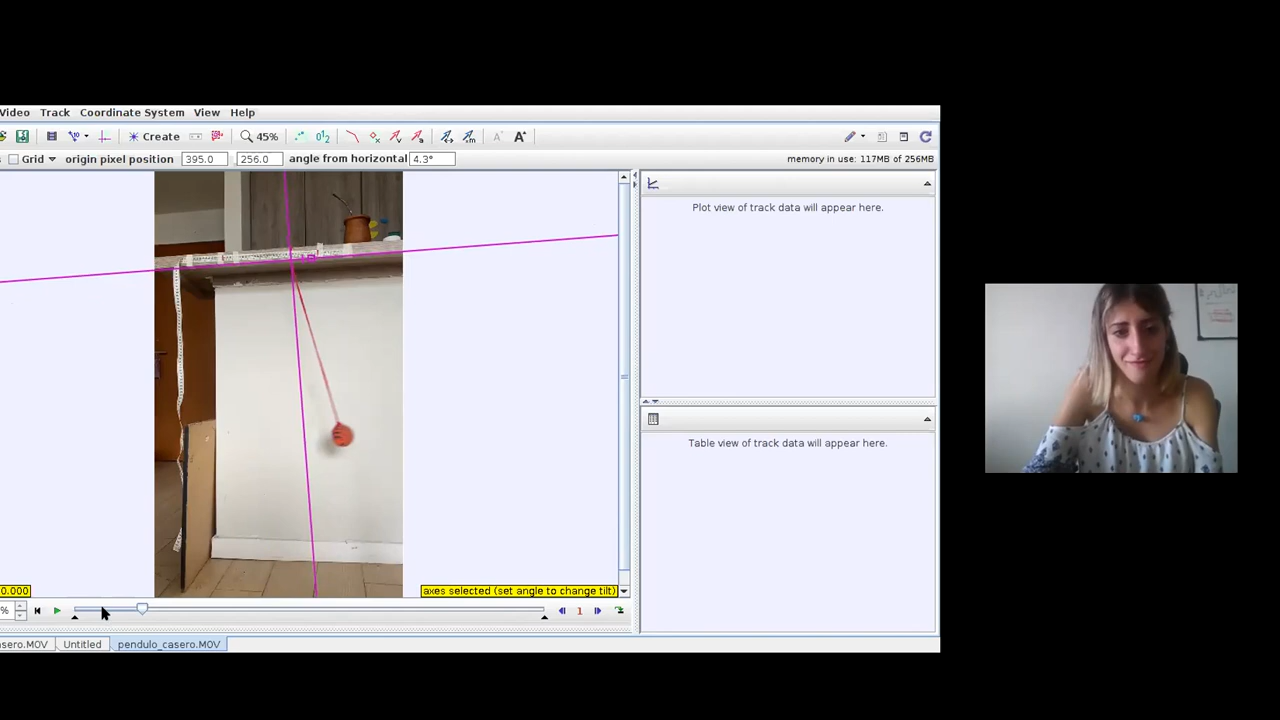 Video Track Coordinate System View Help
Create 45%
Grid origin pixel position 395.0 256.0 angle from horizontal 4.3° memory in use: 117MB of 256MB
Plot view of track data will appear here.
Table view of track data will appear here.
0.000 axes selected (set angle to change tilt)
% 1
asero.MOV Untitled pendulo_casero.MOV